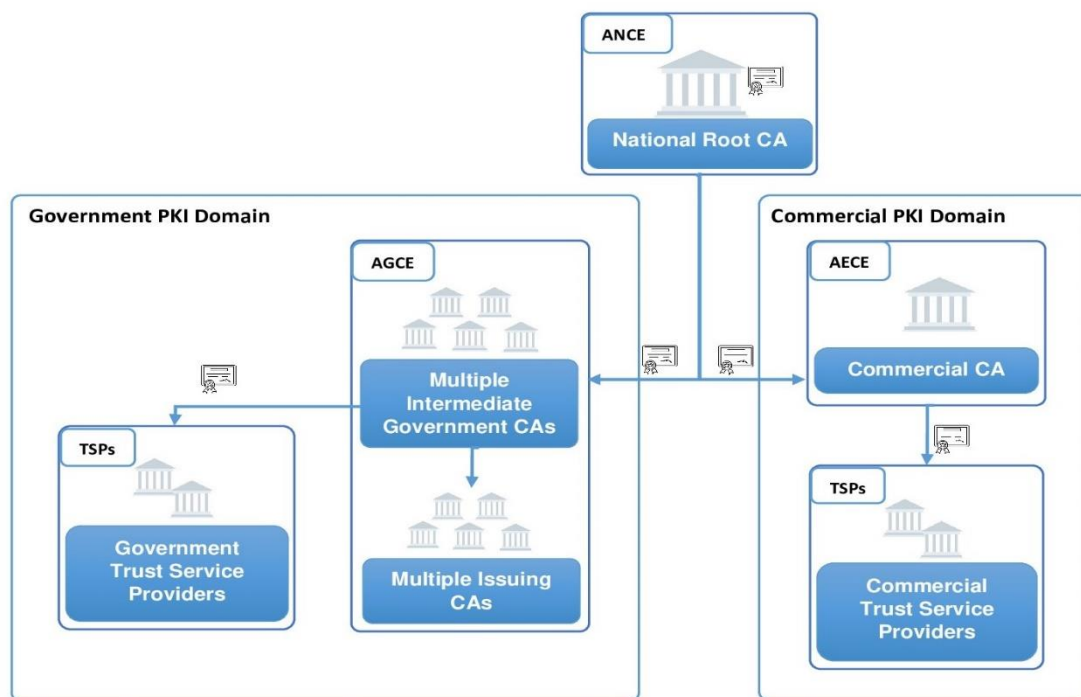 ANCE
National Root CA
Government PKI Domain
AGCE
Multiple
Intermediate
Government CAs
Multiple Issuing
CAs
TSPs
Government
Trust Service
Providers
Commercial PKI Domain
AECE
Commercial CA
TSPs
Commercial
Trust Service
Providers